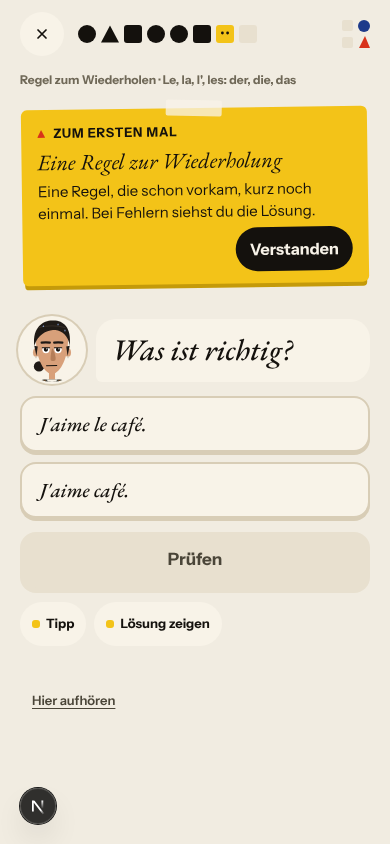 Regel zum Wiederholen · Le, la, l', les: der, die, das
ZUM ERSTEN MAL
Eine Regel zur Wiederholung
Eine Regel, die schon vorkam, kurz noch
einmal. Bei Fehlern siehst du die Lösung.
Verstanden
Was ist richtig?
J'aime le café.
J'aime café.
Prüfen
Tipp
Lösung zeigen
Hier aufhören
N